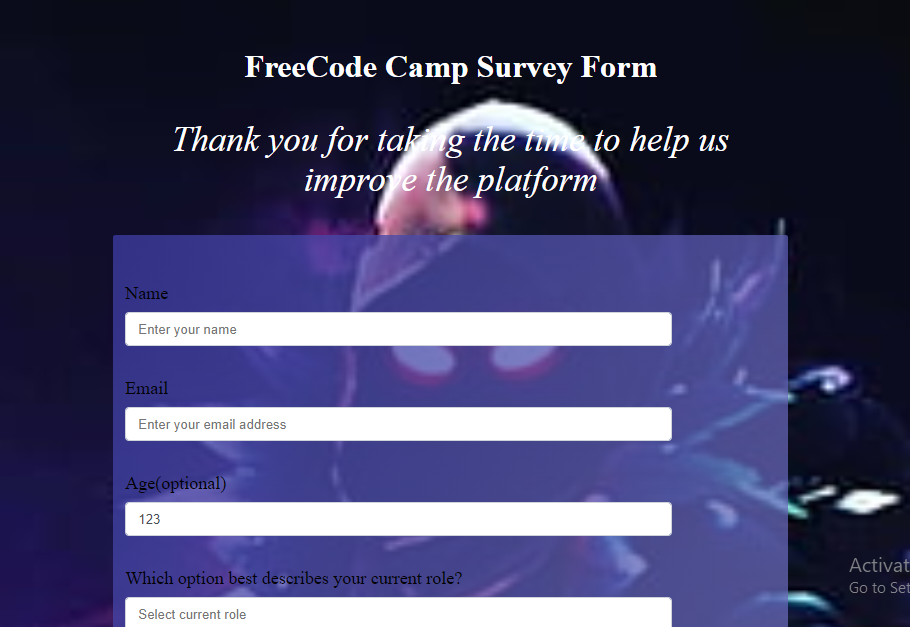 FreeCode Camp Survey Form
Thank you for taking the time to help us
improve the platform
Name
Enter your name
Email
Enter your email address
Age(optional)
123
Which option best describes your current role?
Select current role
Activat
Go to Set